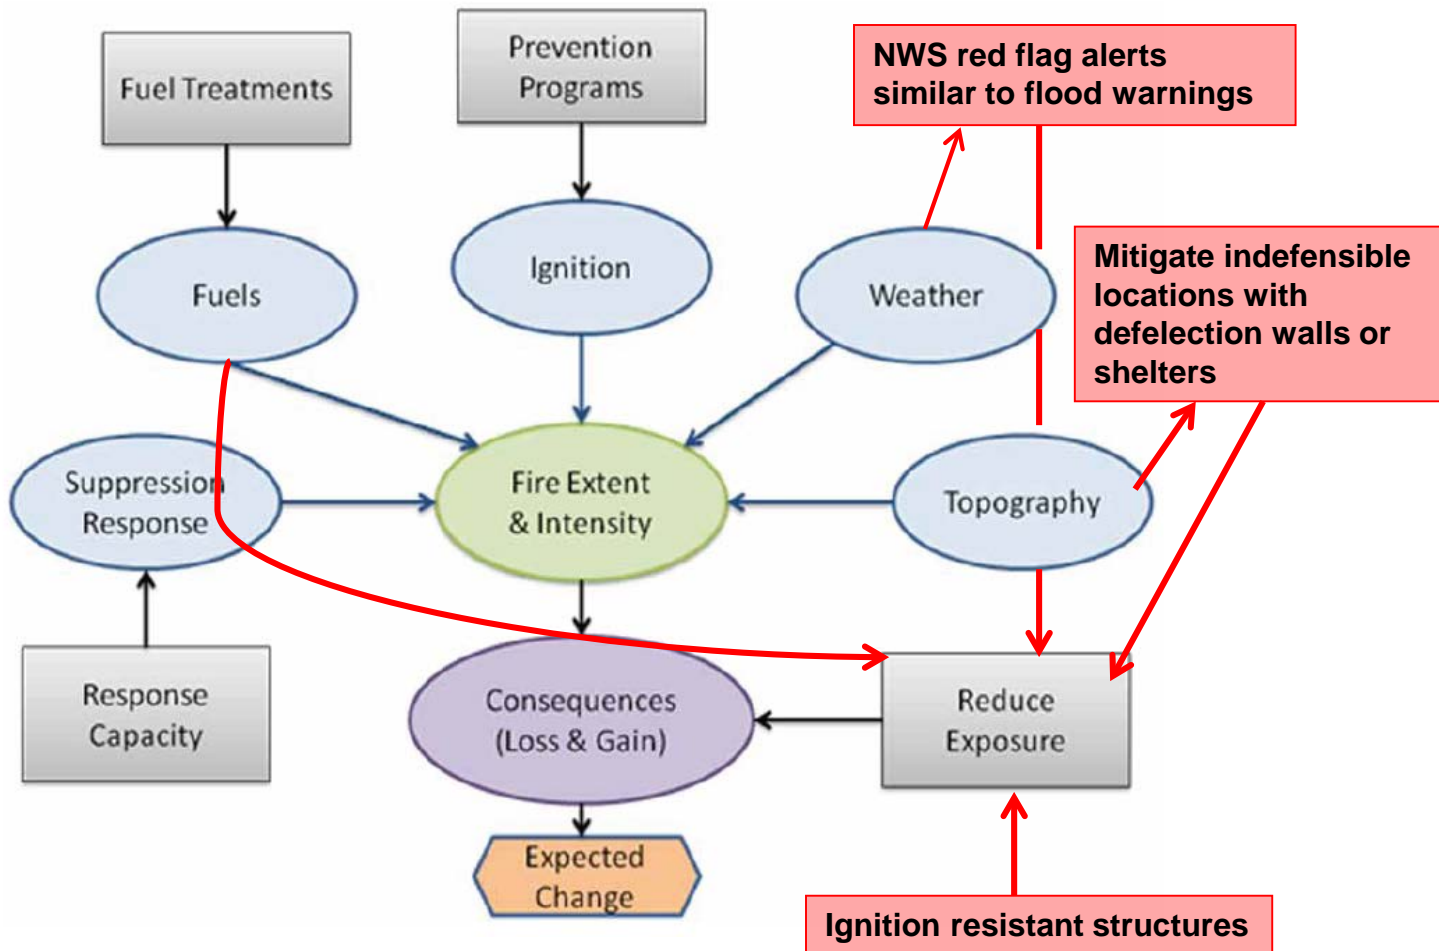 Fuel Treatments
Prevention
Programs
NWS red flag alerts
similar to flood warnings
Fuels
Ignition
Weather
Mitigate indefensible
locations with
defelection walls or
shelters
Suppression
Response
Fire Extent
& Intensity
Topography
Response
Capacity
Consequences
(Loss & Gain)
Reduce
Exposure
Expected
Change
Ignition resistant structures